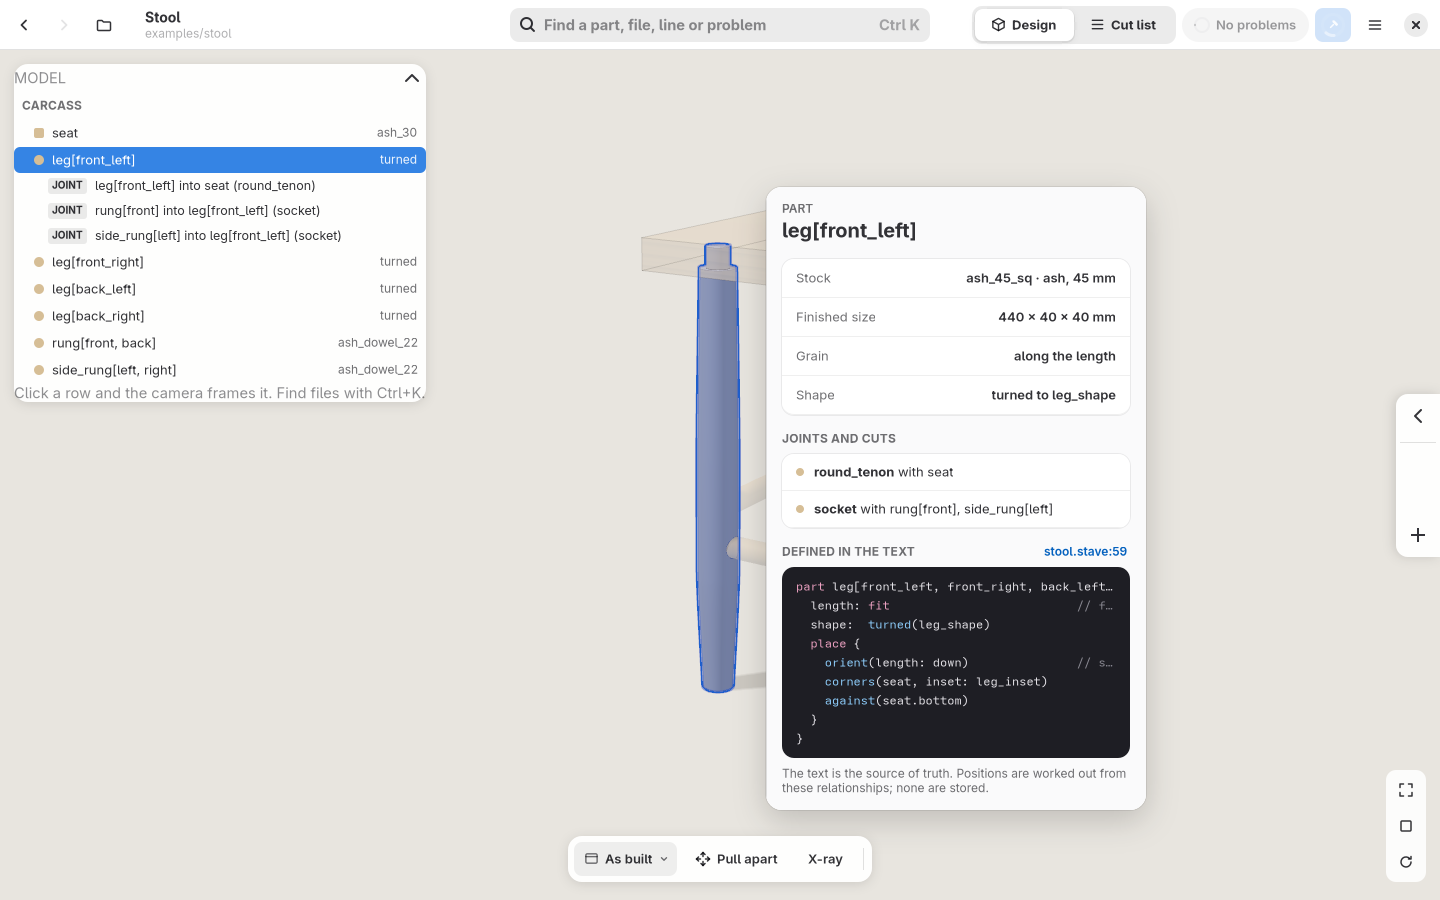 Stool
examples/stool
Find a part, file, line or problem Ctrl K
Design
Cut list
No problems
MODEL
CARCASS
seat ash_30
leg[front_left] turned
JOINT leg[front_left] into seat (round_tenon)
JOINT rung[front] into leg[front_left] (socket)
JOINT side_rung[left] into leg[front_left] (socket)
leg[front_right] turned
leg[back_left] turned
leg[back_right] turned
rung[front, back] ash_dowel_22
side_rung[left, right] ash_dowel_22
Click a row and the camera frames it. Find files with Ctrl+K.
PART
leg[front_left]
Stock ash_45_sq · ash, 45 mm
Finished size 440 × 40 × 40 mm
Grain along the length
Shape turned to leg_shape
JOINTS AND CUTS
round_tenon with seat
socket with rung[front], side_rung[left]
DEFINED IN THE TEXT stool.stave:59
part leg[front_left, front_right, back_left…
length: fit // f…
shape: turned(leg_shape)
place {
orient(length: down) // s…
corners(seat, inset: leg_inset)
against(seat.bottom)
}
}
The text is the source of truth. Positions are worked out from
these relationships; none are stored.
As built
Pull apart
X-ray